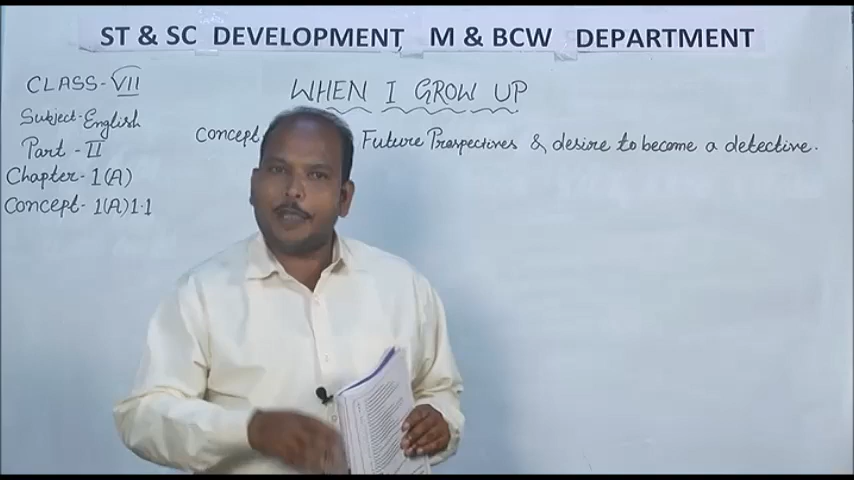 ST & SC DEVELOPMENT, M & BCW DEPARTMENT
CLASS-VII
WHEN I GROW UP
Subject-English
Concept Future Prospectives & desire to become a detective.
Part - II
Chapter- 1(A)
Concept- 1(A)1.1